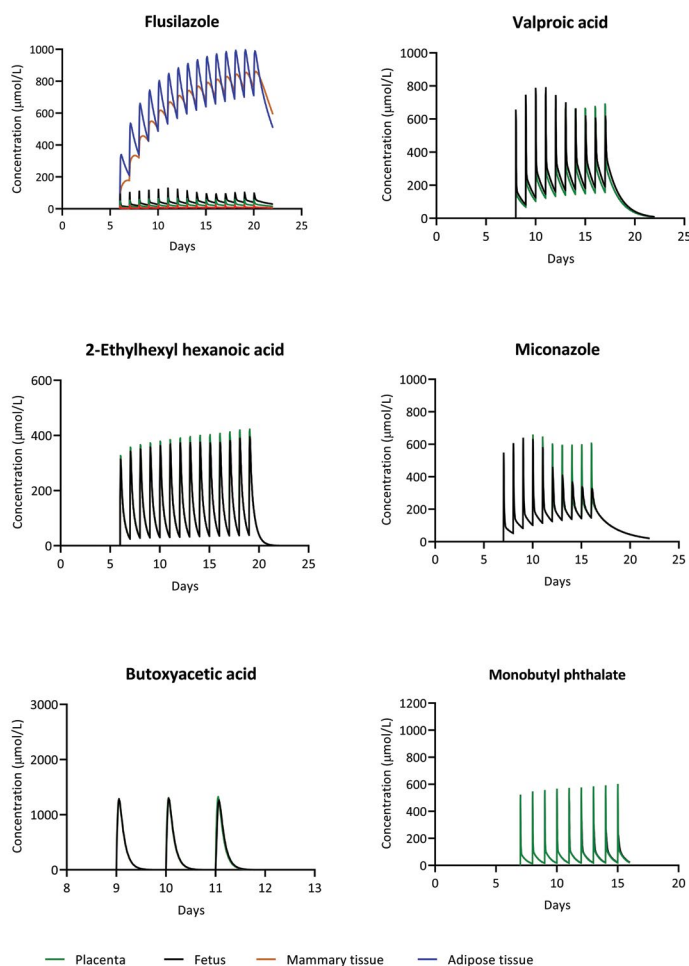 Flusilazole
Concentration (μmol/L)
1000
800
600
400
200
0
0 5 10 15 20 25
Days
Valproic acid
Concentration (μmol/L)
1000
800
600
400
200
0
0 5 10 15 20 25
Days
2-Ethylhexyl hexanoic acid
Concentration (μmol/L)
600
400
200
0
0 5 10 15 20 25
Days
Miconazole
Concentration (μmol/L)
1000
800
600
400
200
0
0 5 10 15 20 25
Days
Butoxyacetic acid
Concentration (μmol/L)
3000
2000
1000
0
8 9 10 11 12 13
Days
Monobutyl phthalate
Concentration (μmol/L)
1200
1000
800
600
400
200
0
0 5 10 15 20
Days
Placenta Fetus Mammary tissue Adipose tissue